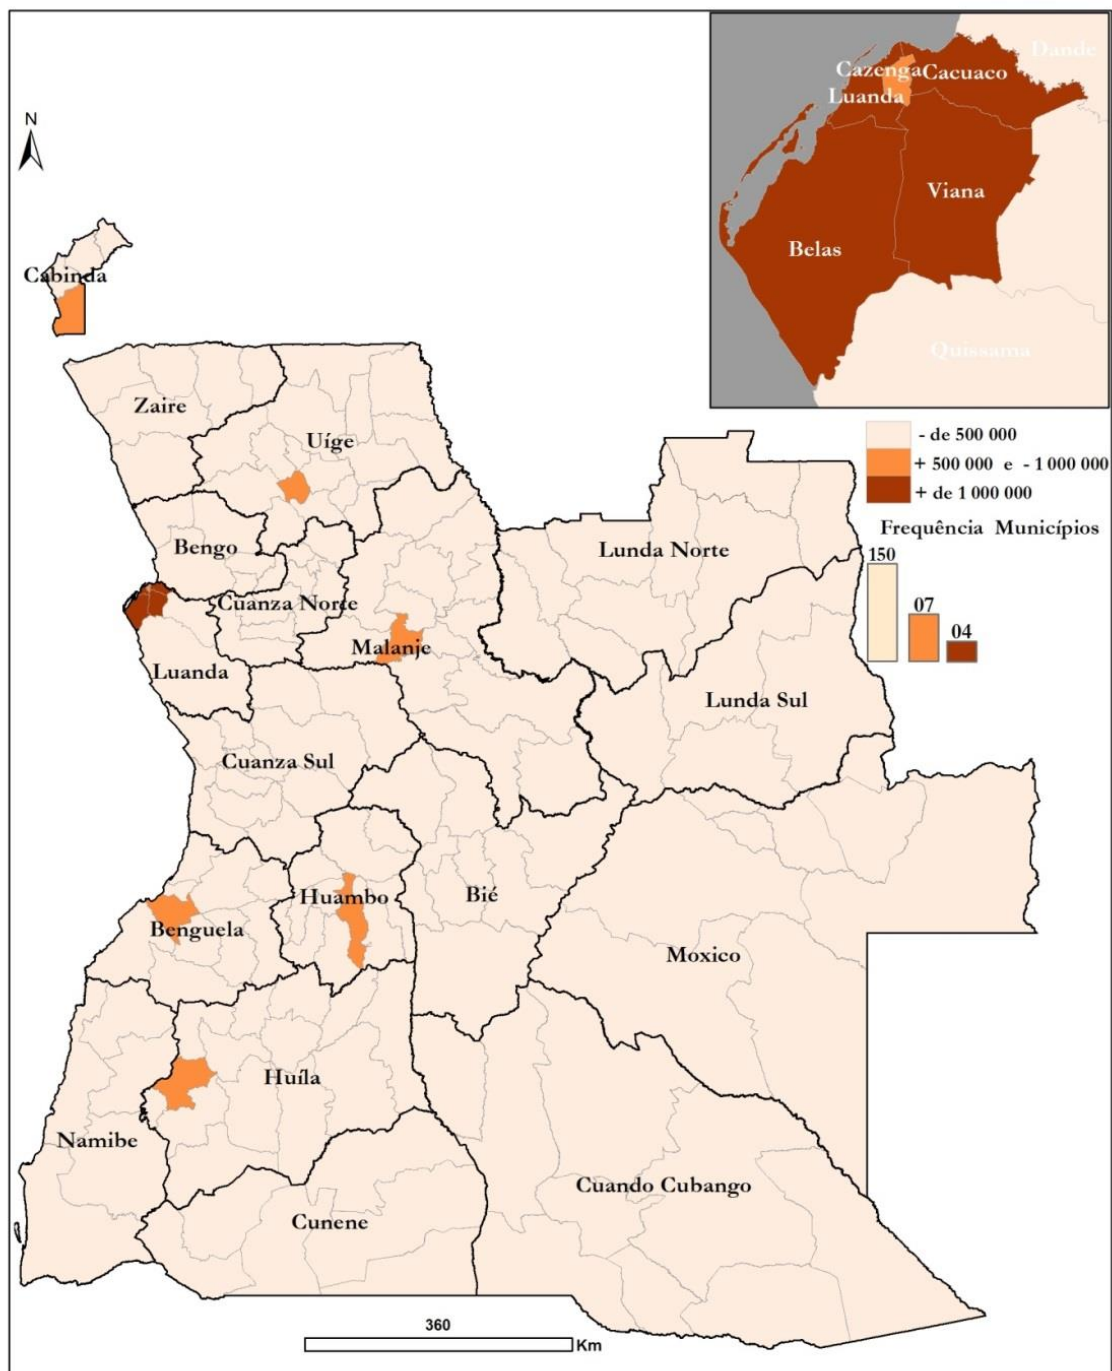 Dande
Cazenga
Cacuaco
Luanda
Viana
Belas
Quissama
N
Cabinda
Zaire
Uíge
- de 500 000
+ 500 000 e - 1 000 000
+ de 1 000 000
Frequência Municípios
150
07
04
Bengo
Lunda Norte
Cuanza Norte
Malanje
Luanda
Lunda Sul
Cuanza Sul
Huambo
Bié
Benguela
Moxico
Huíla
Namibe
Cuando Cubango
Cunene
360
Km